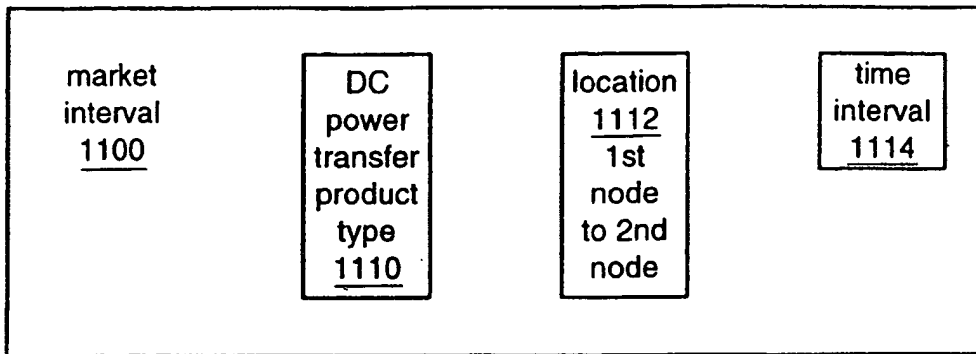 market
interval
1100
DC
power
transfer
product
type
1110
location
1112
1st
node
to 2nd
node
time
interval
1114